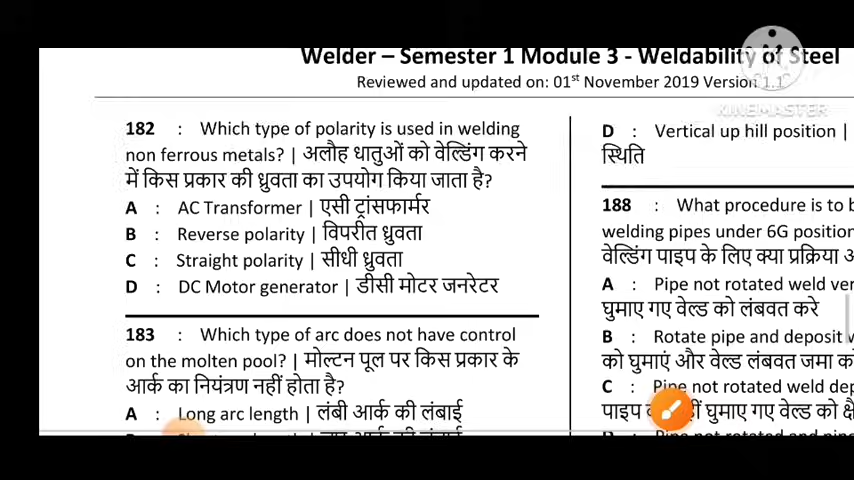 Welder – Semester 1 Module 3 - Weldability of Steel
Reviewed and updated on: 01st November 2019 Version 1.1
KINEMASTER
182 : Which type of polarity is used in welding
non ferrous metals? | अलौह धातुओं को वेल्डिंग करने
में किस प्रकार की ध्रुवता का उपयोग किया जाता है?
A : AC Transformer | एसी ट्रांसफार्मर
B : Reverse polarity | विपरीत ध्रुवता
C : Straight polarity | सीधी ध्रुवता
D : DC Motor generator | डीसी मोटर जनरेटर
183 : Which type of arc does not have control
on the molten pool? | मोल्टन पूल पर किस प्रकार के
आर्क का नियंत्रण नहीं होता है?
A : Long arc length | लंबी आर्क की लंबाई
D : Vertical up hill position |
स्थिति
188 : What procedure is to b
welding pipes under 6G position
वेल्डिंग पाइप के लिए क्या प्रक्रिया
A : Pipe not rotated weld ver
घुमाए गए वेल्ड को लंबवत करे
B : Rotate pipe and deposit
को घुमाएं और वेल्ड लंबवत जमा
C : Pipe not rotated weld dep
पाइप घुमाए गए वेल्ड को